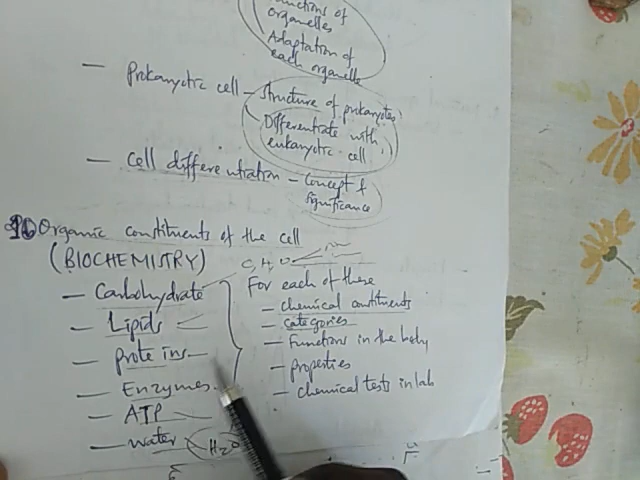 Functions of
organelles
Adaptation of
each organelle
— Prokaryotic cell — Structure of prokaryotes
Differentiate with
eukaryotic cell
— Cell differentiation — Concept &
significance
Organic constituents of the cell
(BIOCHEMISTRY)
C, H, O
For each of these
— Carbohydrate
— Lipids
— proteins
— Enzymes
— ATP
— water H₂O
— chemical contituents
— categories
— Functions in the body
— properties
— chemical tests in lab